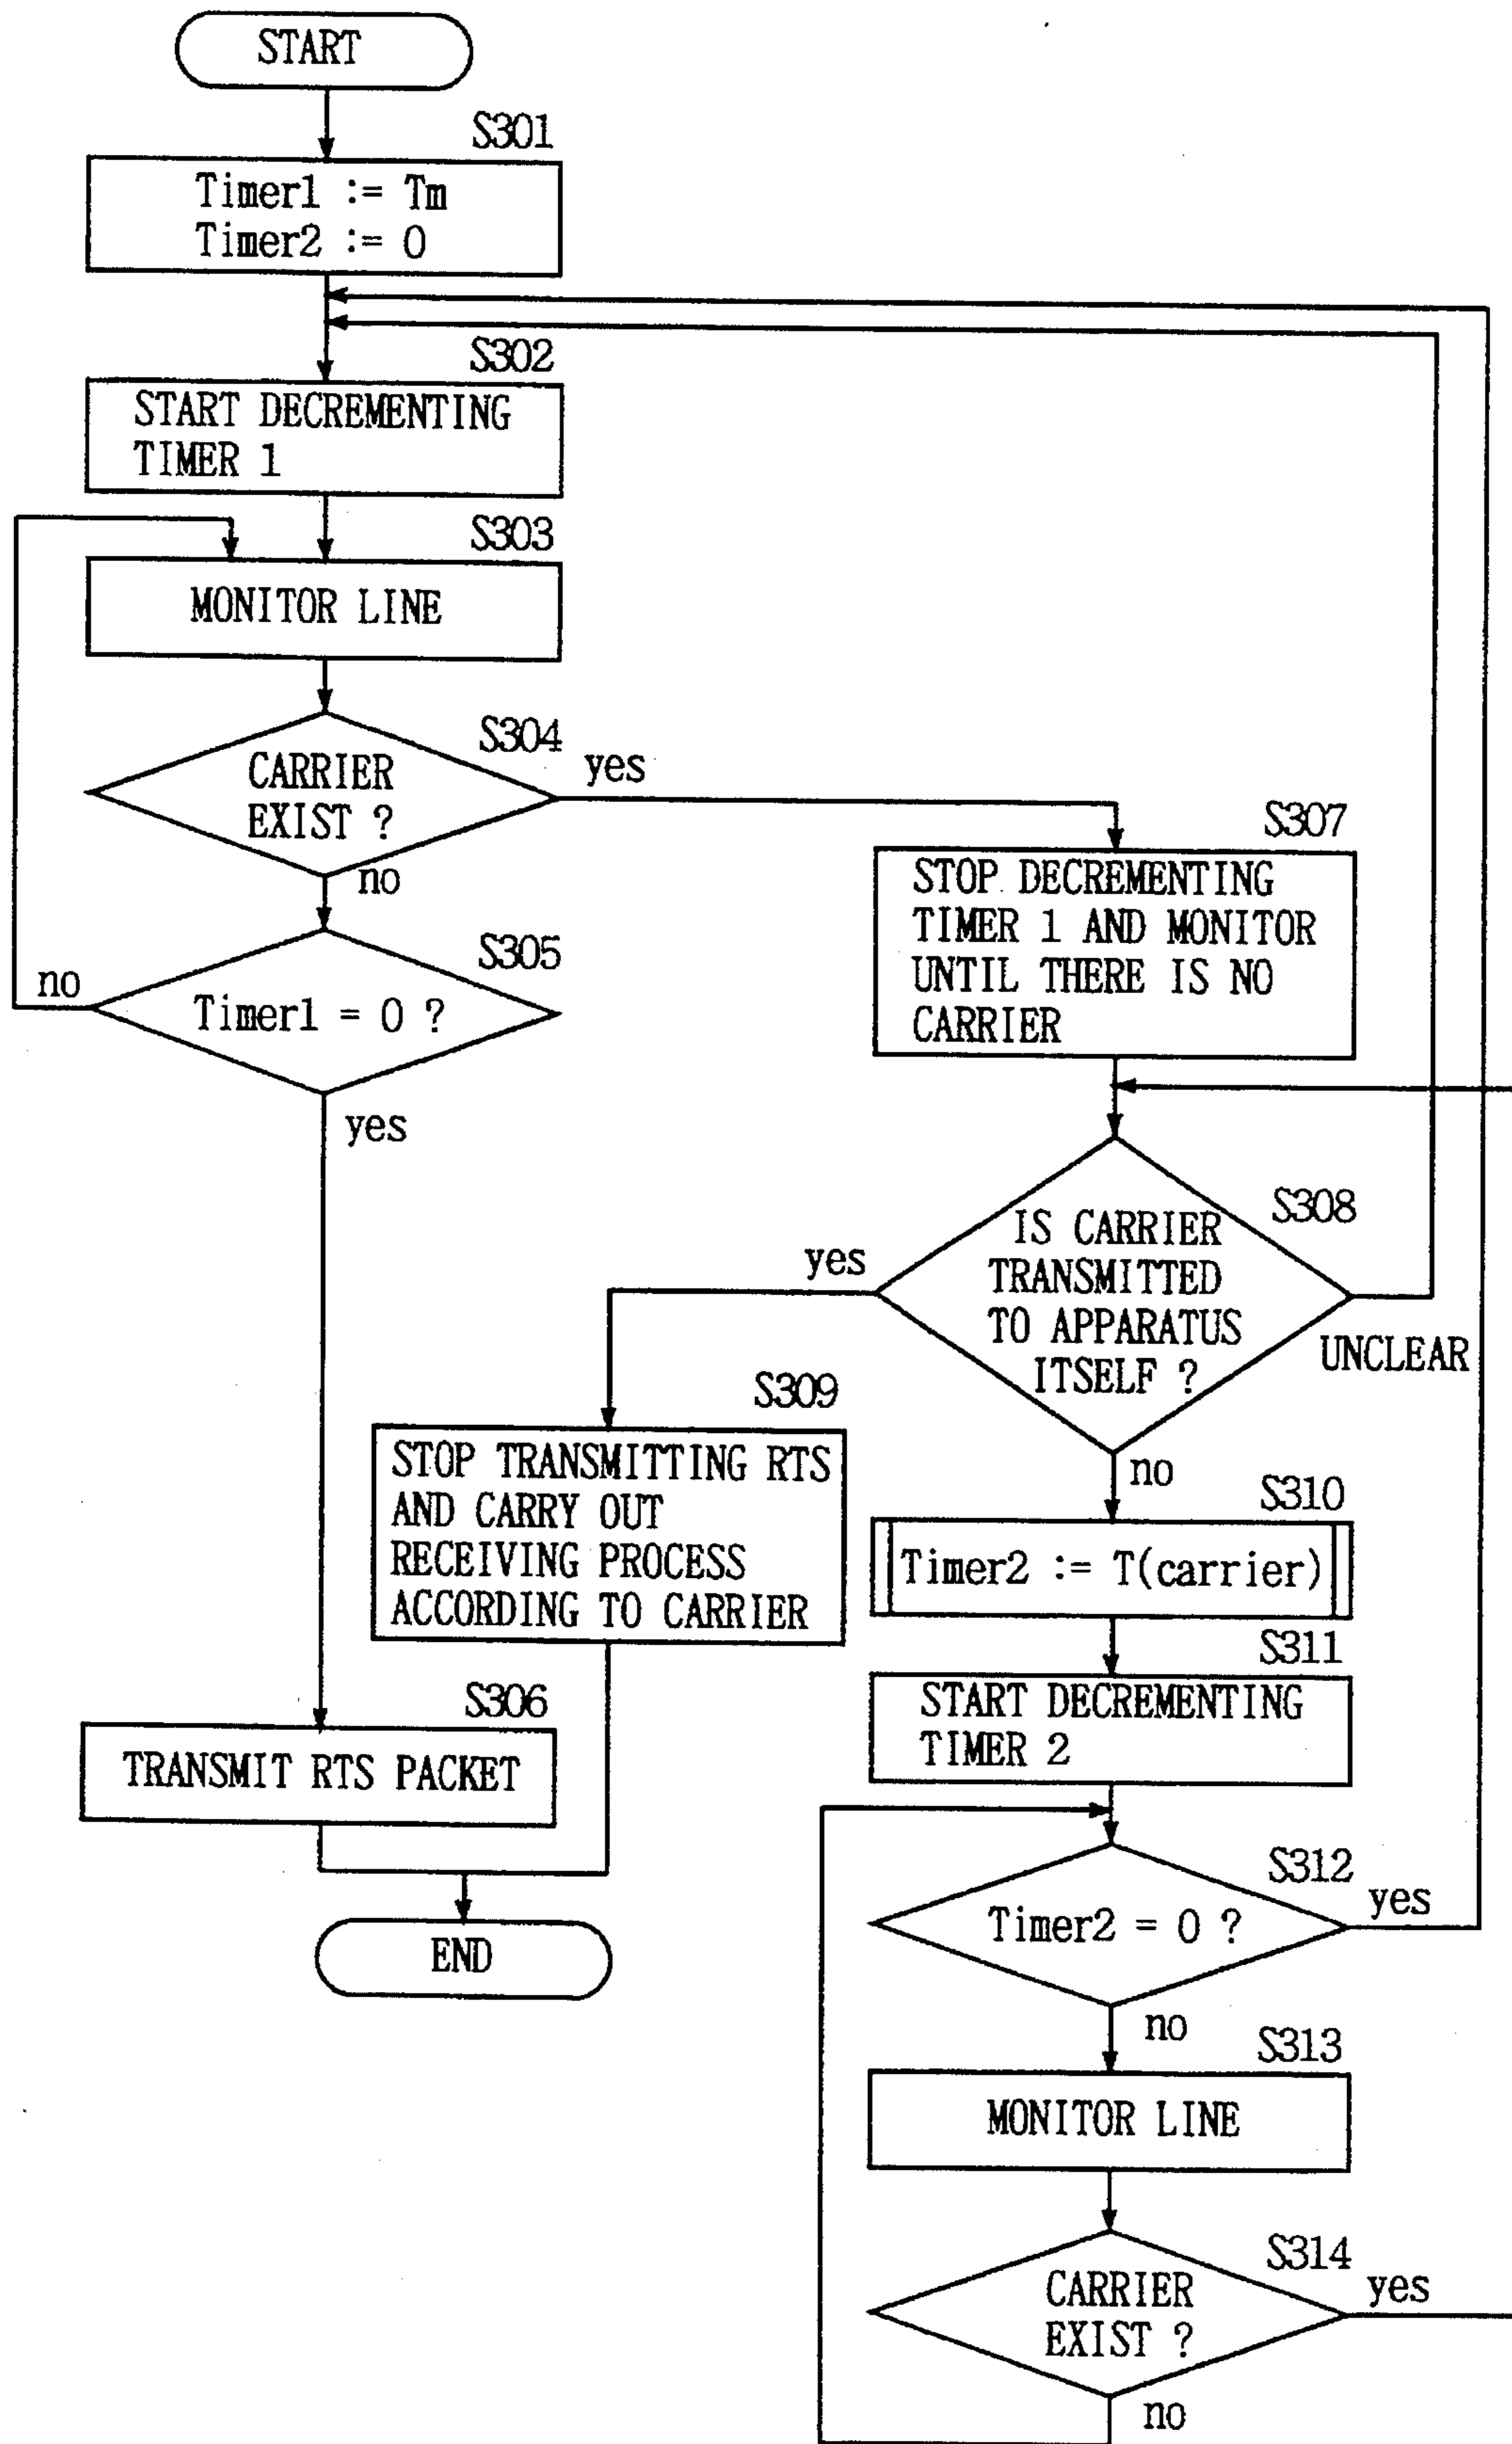 START
S301
Timer1 := Tm
Timer2 := 0
S302
START DECREMENTING
TIMER 1
S303
MONITOR LINE
S304
CARRIER
EXIST ?
yes
no
S305
Timer1 = 0 ?
no
yes
S307
STOP DECREMENTING
TIMER 1 AND MONITOR
UNTIL THERE IS NO
CARRIER
S308
IS CARRIER
TRANSMITTED
TO APPARATUS
ITSELF ?
yes
UNCLEAR
no
S309
STOP TRANSMITTING RTS
AND CARRY OUT
RECEIVING PROCESS
ACCORDING TO CARRIER
S310
Timer2 := T(carrier)
S311
START DECREMENTING
TIMER 2
S306
TRANSMIT RTS PACKET
END
S312
Timer2 = 0 ?
yes
no
S313
MONITOR LINE
S314
CARRIER
EXIST ?
yes
no